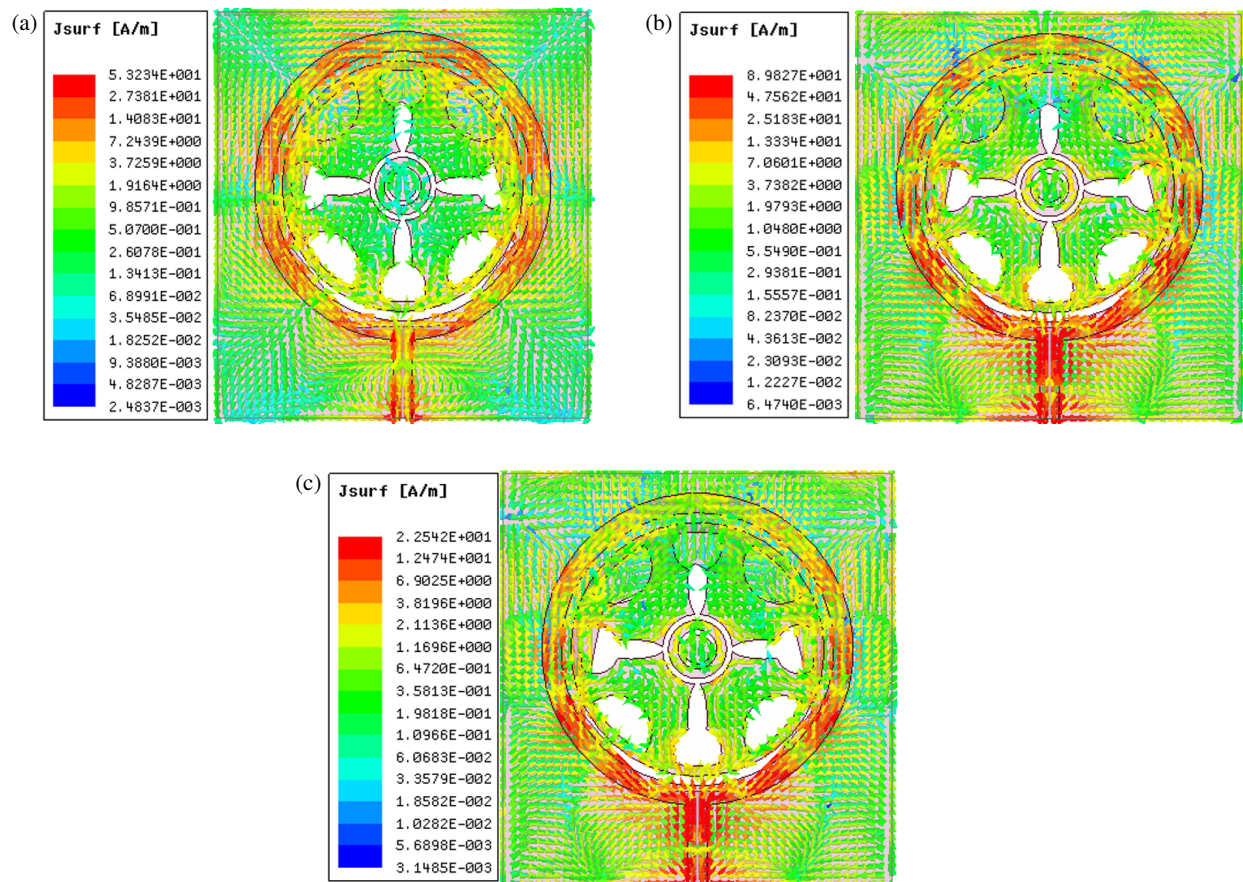 (a)
Jsurf [A/m]
5.3234E+001
2.7381E+001
1.4083E+001
7.2439E+000
3.7259E+000
1.9164E+000
9.8571E-001
5.0700E-001
2.6078E-001
1.3413E-001
6.8991E-002
3.5485E-002
1.8252E-002
9.3880E-003
4.8287E-003
2.4837E-003
(b)
Jsurf [A/m]
8.9827E+001
4.7562E+001
2.5183E+001
1.3334E+001
7.0601E+000
3.7382E+000
1.9793E+000
1.0480E+000
5.5490E-001
2.9381E-001
1.5557E-001
8.2370E-002
4.3613E-002
2.3093E-002
1.2227E-002
6.4740E-003
(c)
Jsurf [A/m]
2.2542E+001
1.2474E+001
6.9025E+000
3.8196E+000
2.1136E+000
1.1696E+000
6.4720E-001
3.5813E-001
1.9818E-001
1.0966E-001
6.0683E-002
3.3579E-002
1.8582E-002
1.0282E-002
5.6898E-003
3.1485E-003